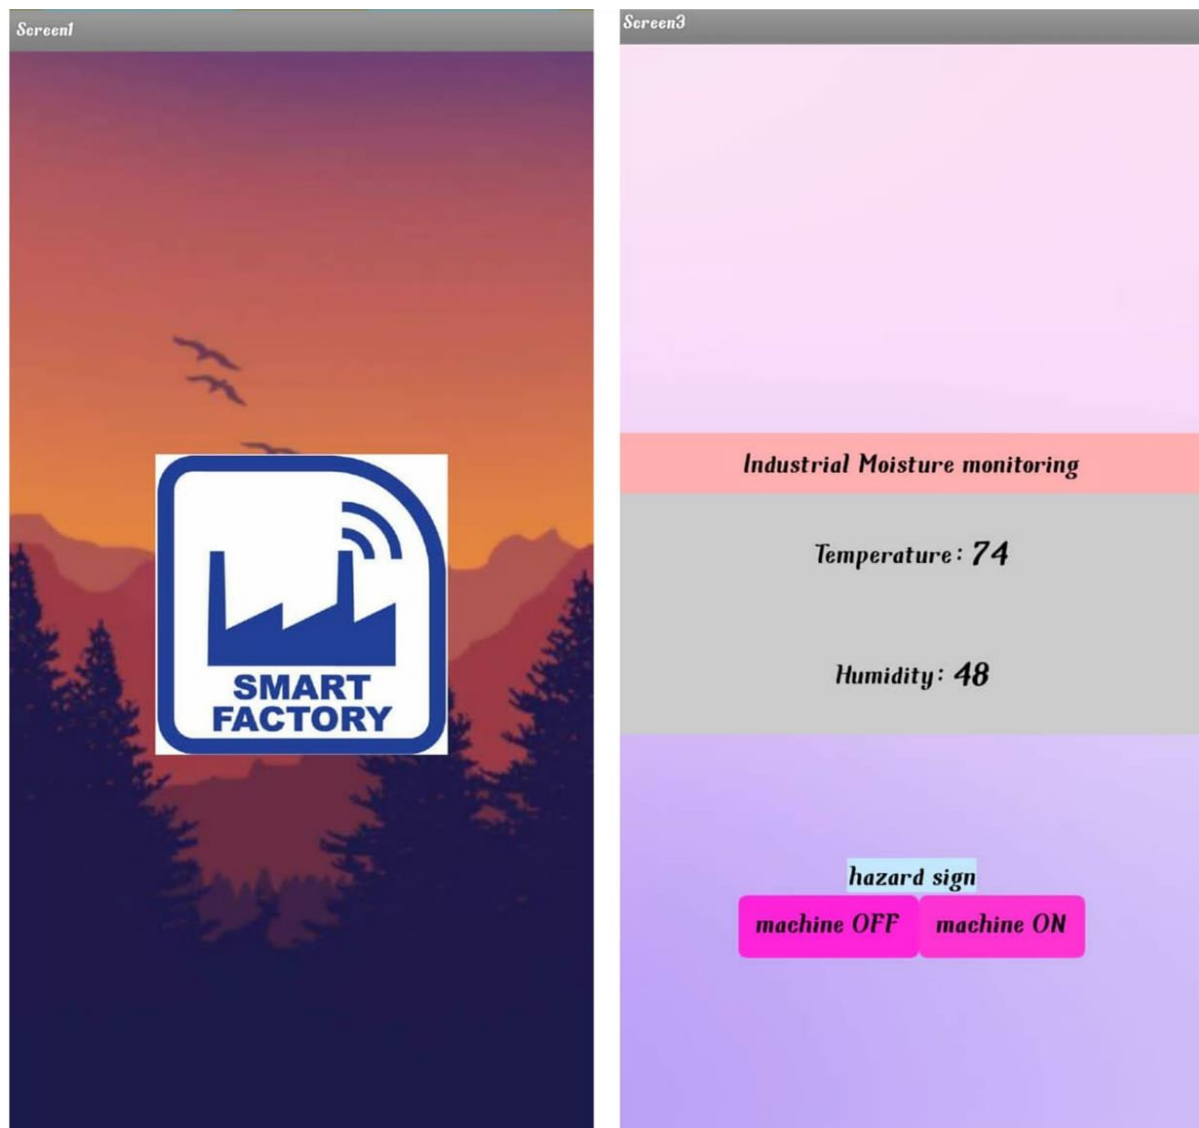 Screen1
SMART
FACTORY
Screen3
Industrial Moisture monitoring
Temperature: 74
Humidity: 48
hazard sign
machine OFF machine ON